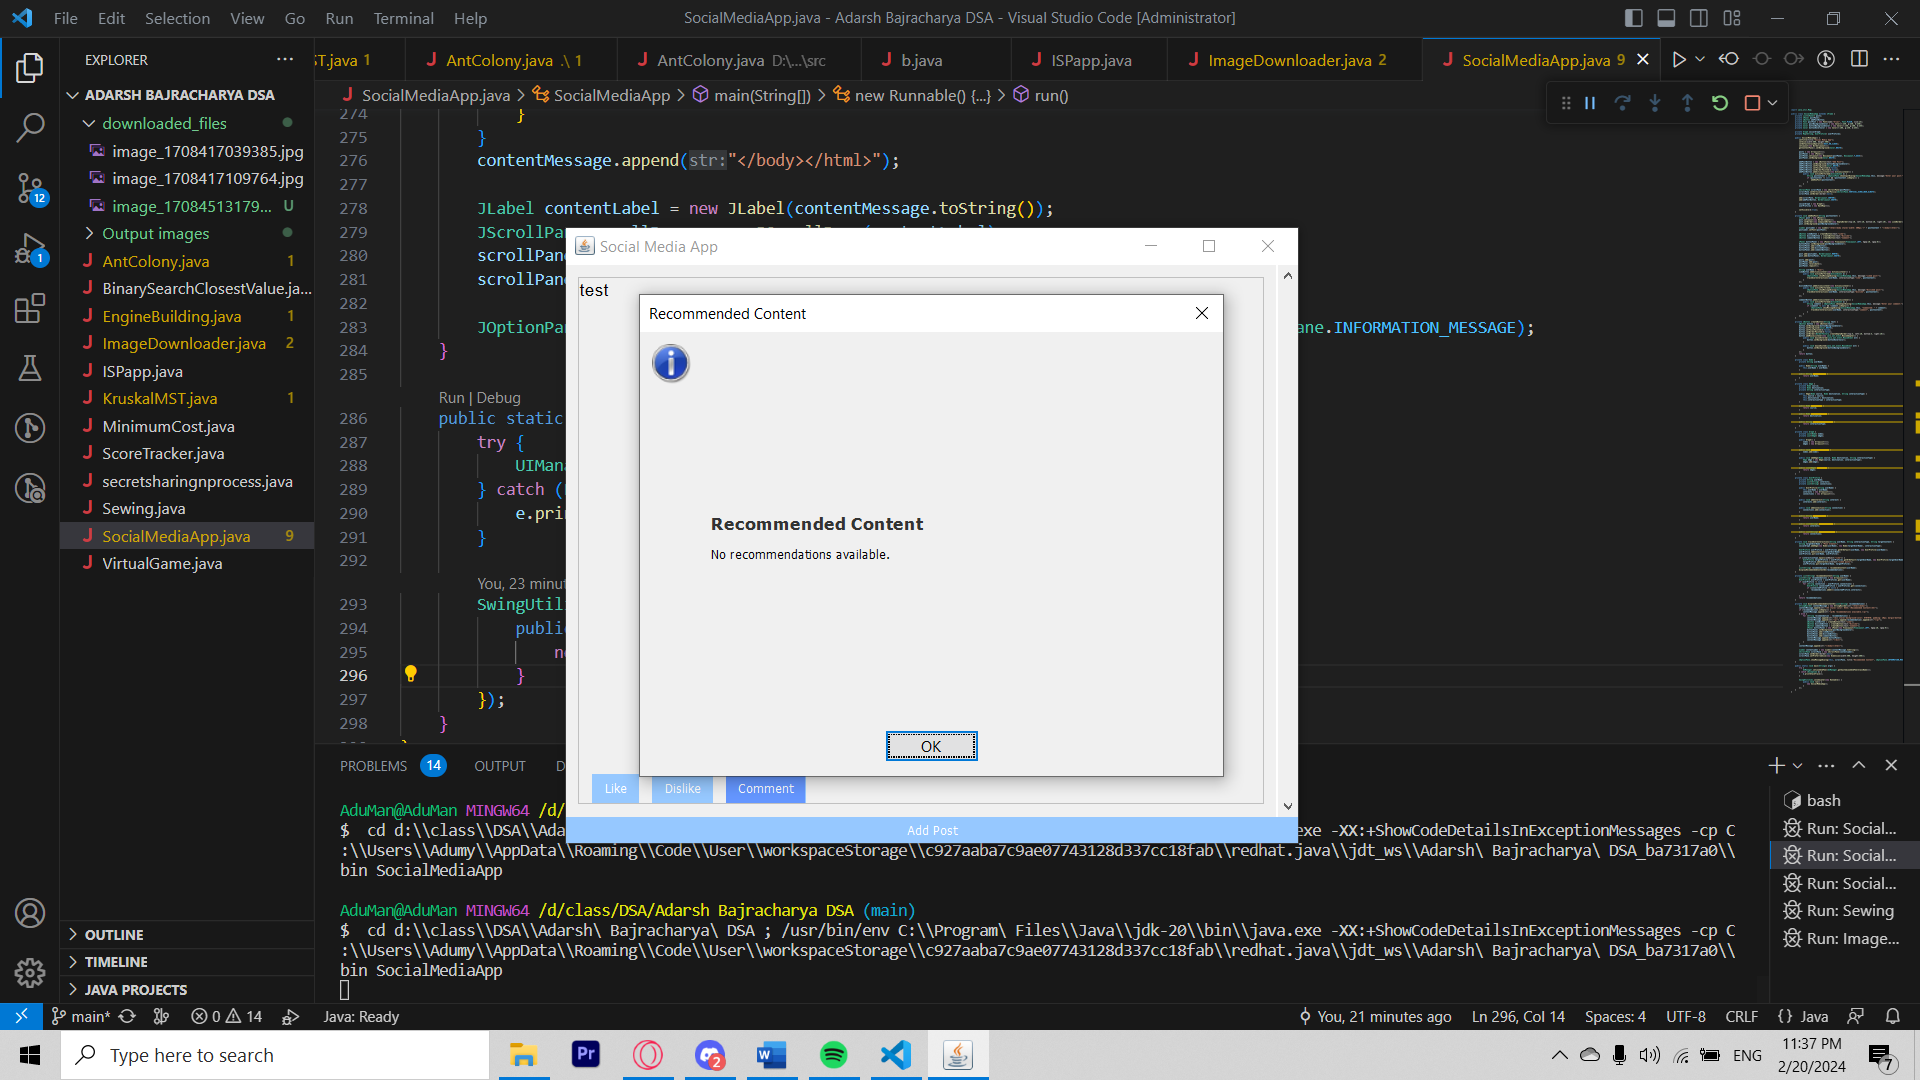 File Edit Selection View Go Run Terminal Help
SocialMediaApp.java - Adarsh Bajracharya DSA - Visual Studio Code [Administrator]
EXPLORER
ST.java 1
AntColony.java .\ 1
AntColony.java D:\...\src
b.java
ISPapp.java
ImageDownloader.java 2
SocialMediaApp.java 9
SocialMediaApp.java > SocialMediaApp > main(String[]) > new Runnable() {...} > run()
ADARSH BAJRACHARYA DSA
downloaded_files
image_1708417039385.jpg
image_1708417109764.jpg
image_17084513179... U
Output images
AntColony.java 1
BinarySearchClosestValue.ja...
EngineBuilding.java 1
ImageDownloader.java 2
ISPapp.java
KruskalMST.java 1
MinimumCost.java
ScoreTracker.java
secretsharingnprocess.java
Sewing.java
SocialMediaApp.java 9
VirtualGame.java
OUTLINE
TIMELINE
JAVA PROJECTS
12
1
274 }
275 }
276 contentMessage.append(str:"</body></html>");
277
278 JLabel contentLabel = new JLabel(contentMessage.toString());
279 JScrollPa
280 scrollPan
281 scrollPan
282
283 JOptionPa ane.INFORMATION_MESSAGE);
284 }
285
Run | Debug
286 public static
287 try {
288 UIMana
289 } catch (
290 e.prin
291 }
292
You, 23 minut
293 SwingUtil
294 public
295 ne
296 }
297 });
298 }
Social Media App
test
Recommended Content
Recommended Content
No recommendations available.
OK
Like Dislike Comment
Add Post
PROBLEMS 14 OUTPUT D
AduMan@AduMan MINGW64 /d/
$ cd d:\\class\\DSA\\Ada e.exe -XX:+ShowCodeDetailsInExceptionMessages -cp C
:\\Users\\Adumy\\AppData\\Roaming\\Code\\User\\workspaceStorage\\c927aaba7c9ae07743128d337cc18fab\\redhat.java\\jdt_ws\\Adarsh\ Bajracharya\ DSA_ba7317a0\\
bin SocialMediaApp
AduMan@AduMan MINGW64 /d/class/DSA/Adarsh Bajracharya DSA (main)
$ cd d:\\class\\DSA\\Adarsh\ Bajracharya\ DSA ; /usr/bin/env C:\\Program\ Files\\Java\\jdk-20\\bin\\java.exe -XX:+ShowCodeDetailsInExceptionMessages -cp C
:\\Users\\Adumy\\AppData\\Roaming\\Code\\User\\workspaceStorage\\c927aaba7c9ae07743128d337cc18fab\\redhat.java\\jdt_ws\\Adarsh\ Bajracharya\ DSA_ba7317a0\\
bin SocialMediaApp
bash
Run: Social...
Run: Social...
Run: Social...
Run: Sewing
Run: Image...
main* 0 14 Java: Ready
You, 21 minutes ago Ln 296, Col 14 Spaces: 4 UTF-8 CRLF {} Java
Type here to search
Pr
2
ENG
11:37 PM
2/20/2024
7